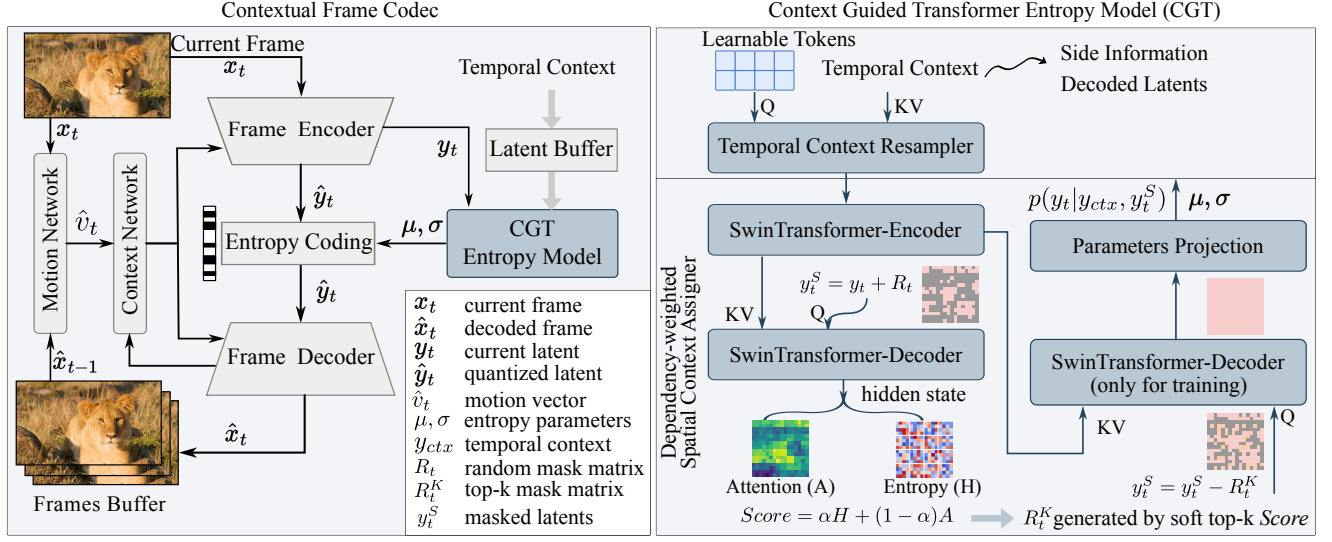 Contextual Frame Codec
Current Frame
x_t
x_t
Motion Network
v̂_t
Context Network
x̂_{t−1}
Frames Buffer
Frame Encoder
ŷ_t
Entropy Coding
ŷ_t
Frame Decoder
x̂_t
y_t
μ, σ
Temporal Context
Latent Buffer
CGT
Entropy Model
x_t current frame
x̂_t decoded frame
y_t current latent
ŷ_t quantized latent
v̂_t motion vector
μ, σ entropy parameters
y_{ctx} temporal context
R_t random mask matrix
R_t^K top-k mask matrix
y_t^S masked latents
Context Guided Transformer Entropy Model (CGT)
Learnable Tokens
Temporal Context
Side Information
Decoded Latents
Q
KV
Temporal Context Resampler
Dependency-weighted
Spatial Context Assigner
SwinTransformer-Encoder
KV
y_t^S = y_t + R_t
Q
SwinTransformer-Decoder
hidden state
Attention (A)
Entropy (H)
Score = αH + (1 − α)A
R_t^K generated by soft top-k Score
p(y_t|y_{ctx}, y_t^S)
μ, σ
Parameters Projection
SwinTransformer-Decoder
(only for training)
KV
Q
y_t^S = y_t^S − R_t^K